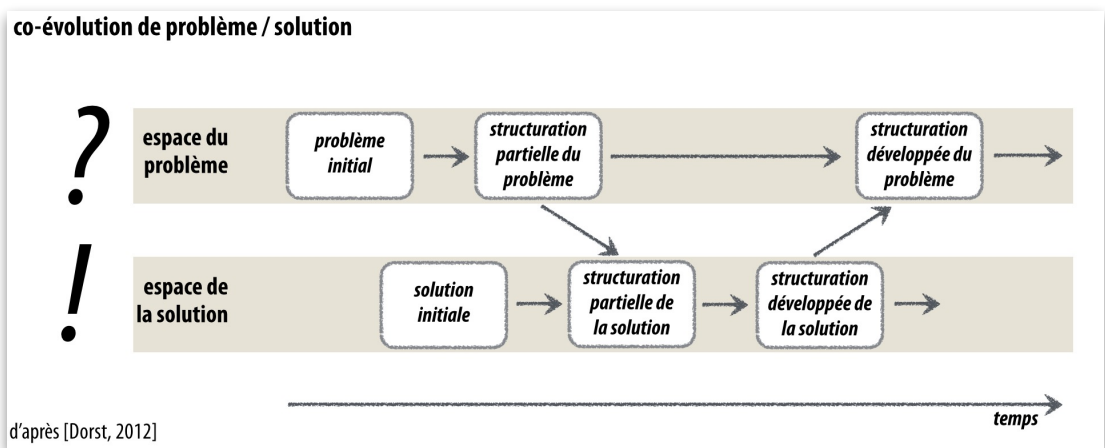 co-évolution de problème / solution
?
espace du
problème
problème
initial
structuration
partielle du
problème
structuration
développée du
problème
!
espace de
la solution
solution
initiale
structuration
partielle de
la solution
structuration
développée de
la solution
temps
d'après [Dorst, 2012]